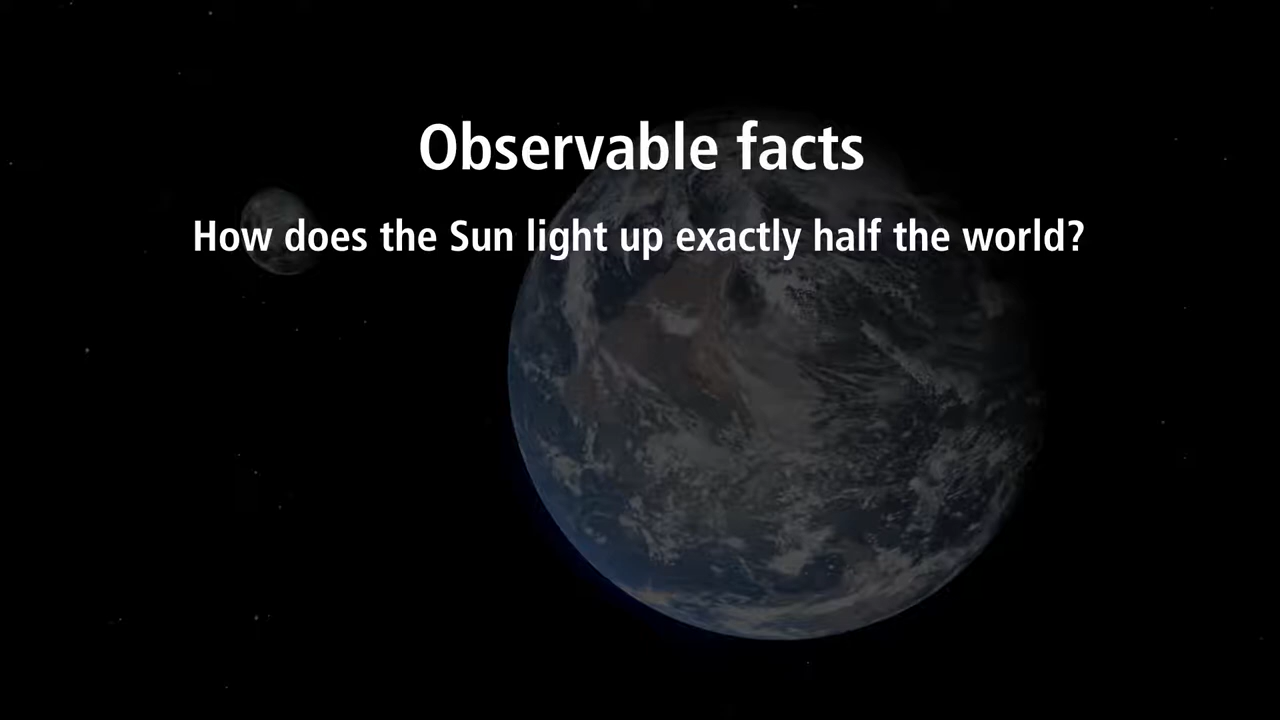 Observable facts
How does the Sun light up exactly half the world?